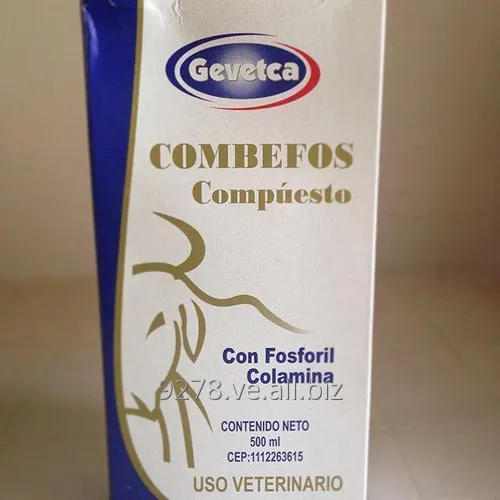 Gevetca
COMBEFOS
Compúesto
Con Fosforil
Colamina
9278.ve.all.biz
CONTENIDO NETO
500 ml
CEP:1112263615
USO VETERINARIO